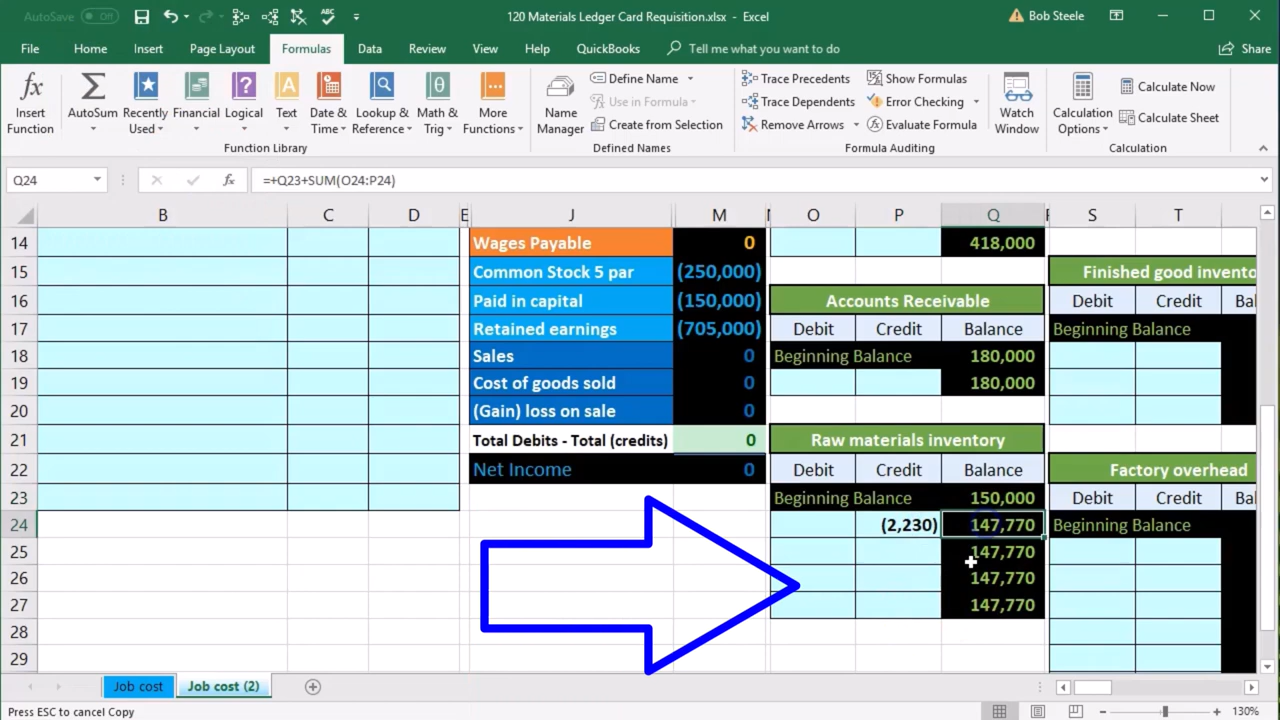 AutoSave Off
120 Materials Ledger Card Requisition.xlsx - Excel
Bob Steele
File Home Insert Page Layout Formulas Data Review View Help QuickBooks Tell me what you want to do Share
Insert Function
AutoSum
Recently Used
Financial
Logical
Text
Date & Time
Lookup & Reference
Math & Trig
More Functions
Function Library
Name Manager
Define Name
Use in Formula
Create from Selection
Defined Names
Trace Precedents
Trace Dependents
Remove Arrows
Show Formulas
Error Checking
Evaluate Formula
Formula Auditing
Watch Window
Calculation Options
Calculate Now
Calculate Sheet
Calculation
Q24 fx =+Q23+SUM(O24:P24)
B C D E J M O P Q S T
14 Wages Payable 0 418,000
15 Common Stock 5 par (250,000) Finished good invento
16 Paid in capital (150,000) Accounts Receivable Debit Credit Bal
17 Retained earnings (705,000) Debit Credit Balance Beginning Balance
18 Sales 0 Beginning Balance 180,000
19 Cost of goods sold 0 180,000
20 (Gain) loss on sale 0
21 Total Debits - Total (credits) 0 Raw materials inventory
22 Net Income 0 Debit Credit Balance Factory overhead
23 Beginning Balance 150,000 Debit Credit Bal
24 (2,230) 147,770 Beginning Balance
25 147,770
26 147,770
27 147,770
28
29
Job cost Job cost (2)
Press ESC to cancel Copy
130%